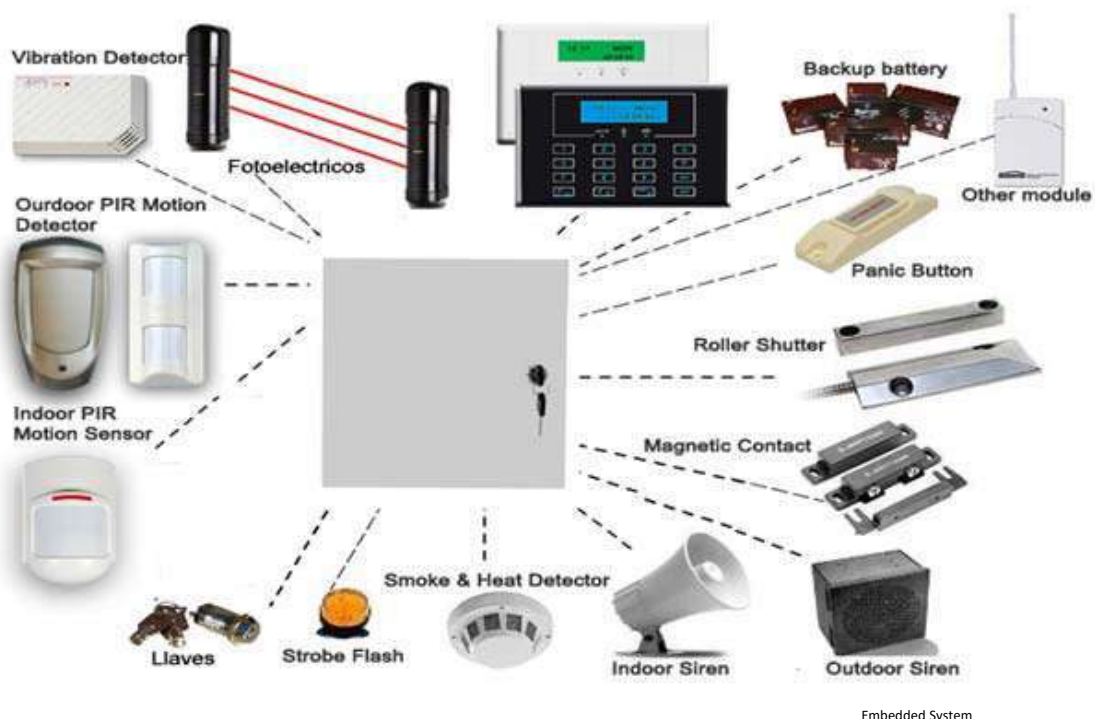 Vibration Detector
Backup battery
Fotoelectricos
Other module
Ourdoor PIR Motion
Detector
Panic Button
Roller Shutter
Indoor PIR
Motion Sensor
Magnetic Contact
Smoke & Heat Detector
Llaves
Strobe Flash
Indoor Siren
Outdoor Siren
Embedded System